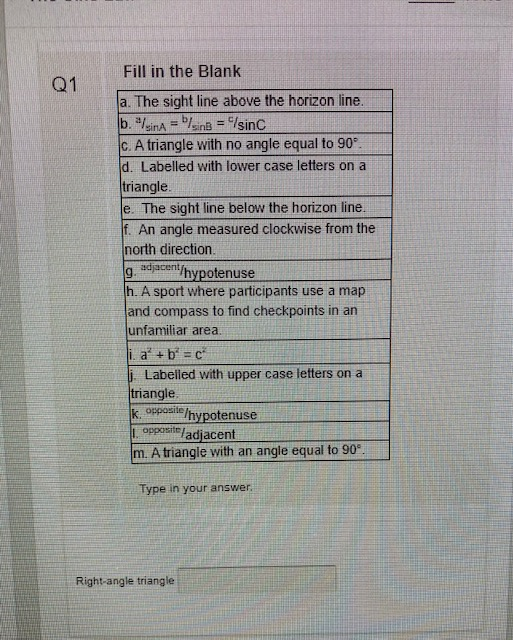 Q1
Fill in the Blank
a. The sight line above the horizon line.
b. a/sinA = b/sinB = c/sinC
c. A triangle with no angle equal to 90°.
d. Labelled with lower case letters on a
triangle.
e. The sight line below the horizon line.
f. An angle measured clockwise from the
north direction.
g. adjacent/hypotenuse
h. A sport where participants use a map
and compass to find checkpoints in an
unfamiliar area.
i. a² + b² = c²
j. Labelled with upper case letters on a
triangle.
k. opposite/hypotenuse
l. opposite/adjacent
m. A triangle with an angle equal to 90°.
Type in your answer.
Right-angle triangle